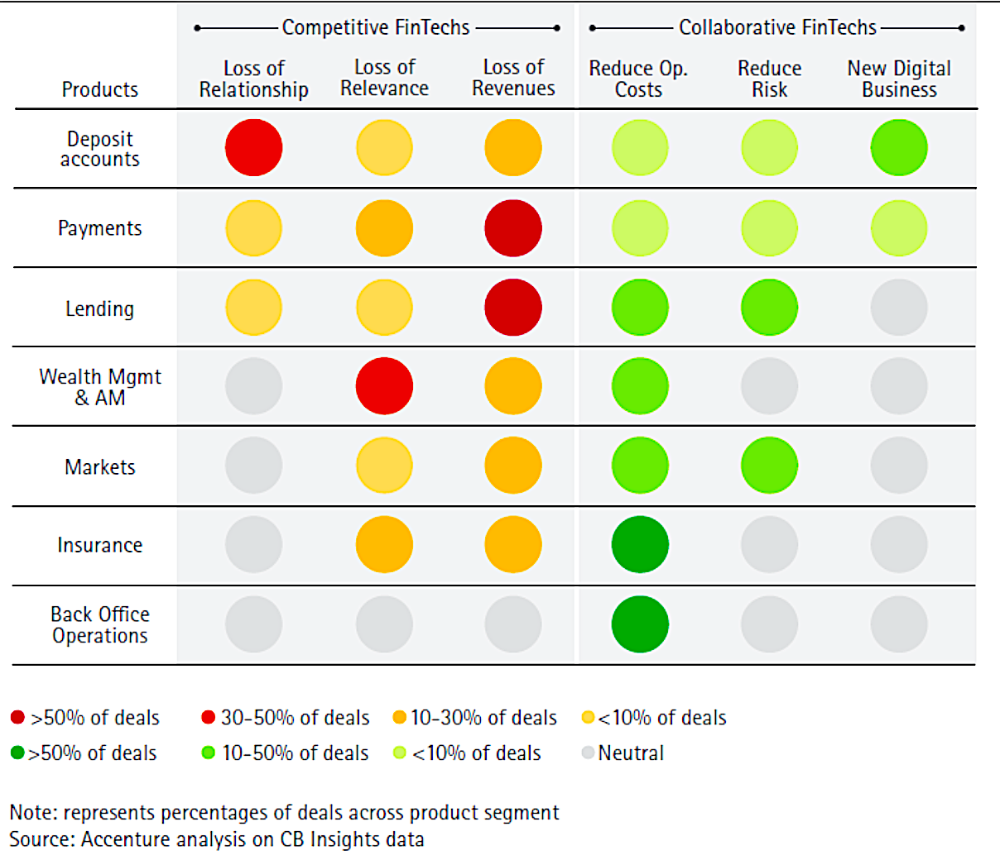 Competitive FinTechs
Collaborative FinTechs
Products
Loss of
Relationship
Loss of
Relevance
Loss of
Revenues
Reduce Op.
Costs
Reduce
Risk
New Digital
Business
Deposit
accounts
Payments
Lending
Wealth Mgmt
& AM
Markets
Insurance
Back Office
Operations
>50% of deals
30-50% of deals
10-30% of deals
<10% of deals
>50% of deals
10-50% of deals
<10% of deals
Neutral
Note: represents percentages of deals across product segment
Source: Accenture analysis on CB Insights data